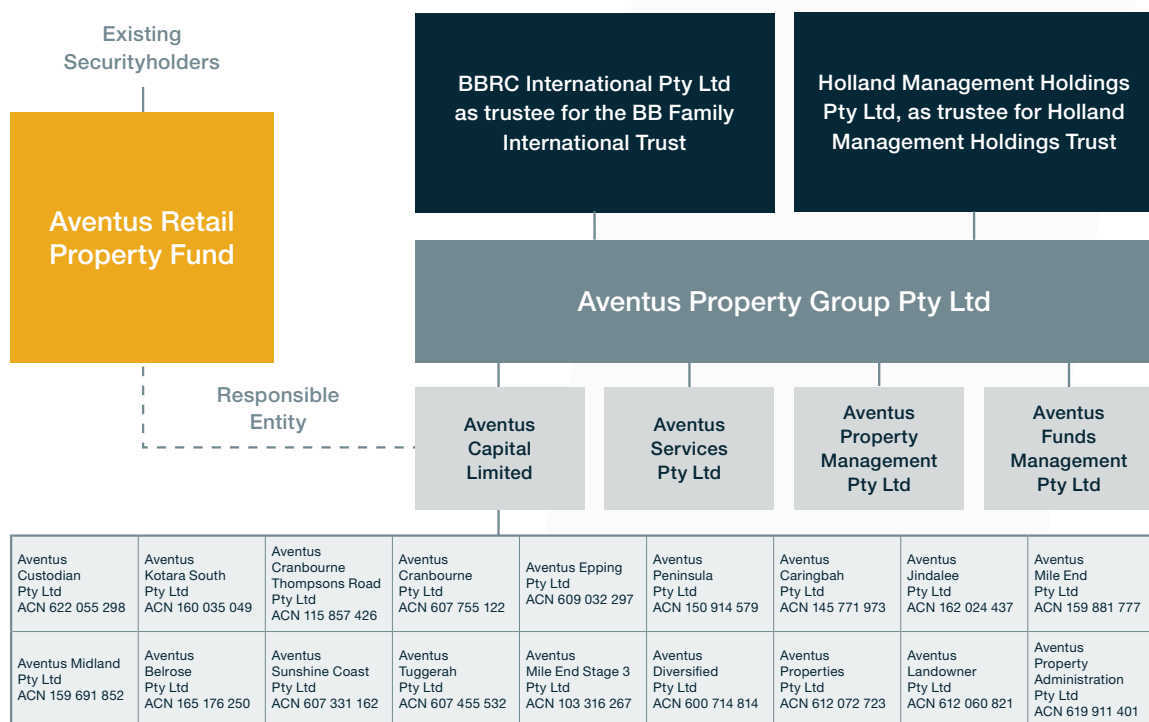 Existing
Securityholders
Aventus Retail
Property Fund
BBRC International Pty Ltd
as trustee for the BB Family
International Trust
Holland Management Holdings
Pty Ltd, as trustee for Holland
Management Holdings Trust
Aventus Property Group Pty Ltd
Responsible
Entity
Aventus
Capital
Limited
Aventus
Services
Pty Ltd
Aventus
Property
Management
Pty Ltd
Aventus
Funds
Management
Pty Ltd
Aventus
Custodian
Pty Ltd
ACN 622 055 298
Aventus
Kotara South
Pty Ltd
ACN 160 035 049
Aventus
Cranbourne
Thompsons Road
Pty Ltd
ACN 115 857 426
Aventus
Cranbourne
Pty Ltd
ACN 607 755 122
Aventus Epping
Pty Ltd
ACN 609 032 297
Aventus
Peninsula
Pty Ltd
ACN 150 914 579
Aventus
Caringbah
Pty Ltd
ACN 145 771 973
Aventus
Jindalee
Pty Ltd
ACN 162 024 437
Aventus
Mile End
Pty Ltd
ACN 159 881 777
Aventus Midland
Pty Ltd
ACN 159 691 852
Aventus
Belrose
Pty Ltd
ACN 165 176 250
Aventus
Sunshine Coast
Pty Ltd
ACN 607 331 162
Aventus
Tuggerah
Pty Ltd
ACN 607 455 532
Aventus
Mile End Stage 3
Pty Ltd
ACN 103 316 267
Aventus
Diversified
Pty Ltd
ACN 600 714 814
Aventus
Properties
Pty Ltd
ACN 612 072 723
Aventus
Landowner
Pty Ltd
ACN 612 060 821
Aventus
Property
Administration
Pty Ltd
ACN 619 911 401